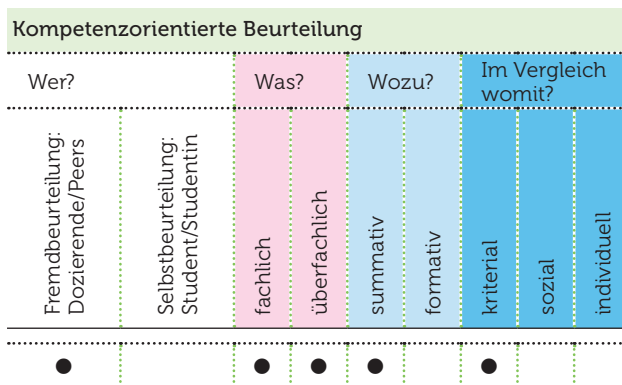 Kompetenzorientierte Beurteilung
Wer?
Was?
Wozu?
Im Vergleich
womit?
Fremdbeurteilung:
Dozierende/Peers
Selbstbeurteilung:
Student/Studentin
fachlich
überfachlich
summativ
formativ
kriterial
sozial
individuell